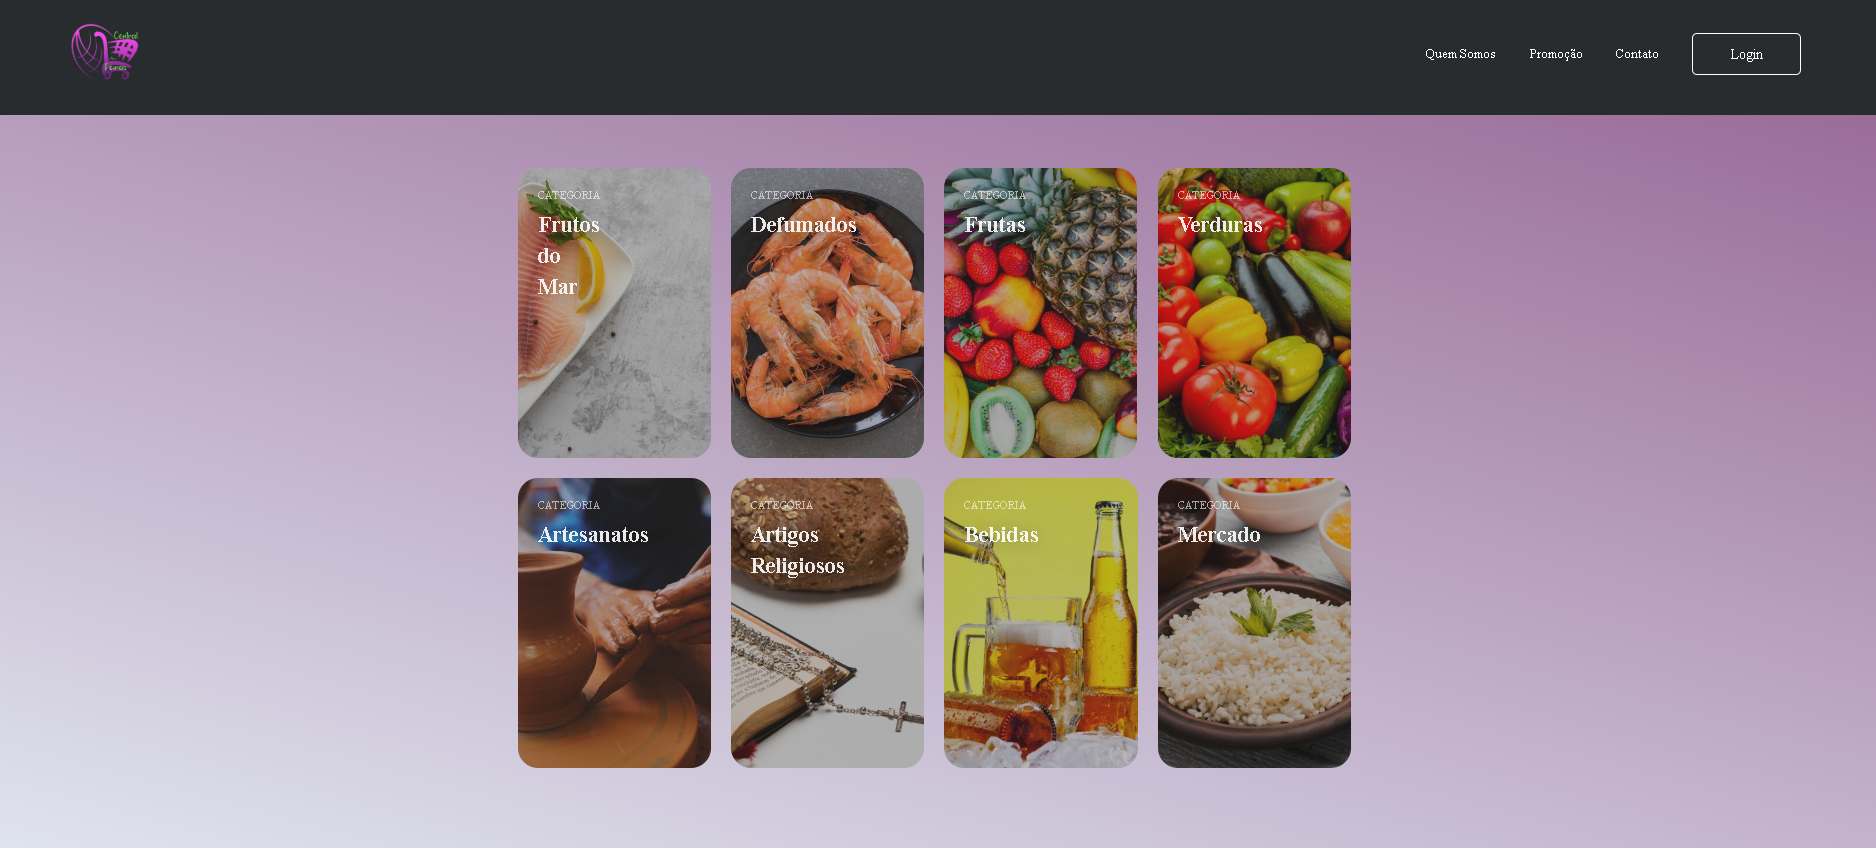 Central
Quem Somos
Promoção
Contato
Login
CATEGORIA
Frutos
do
Mar
CATEGORIA
Defumados
CATEGORIA
Frutas
CATEGORIA
Verduras
CATEGORIA
Artesanatos
CATEGORIA
Artigos
Religiosos
CATEGORIA
Bebidas
CATEGORIA
Mercado